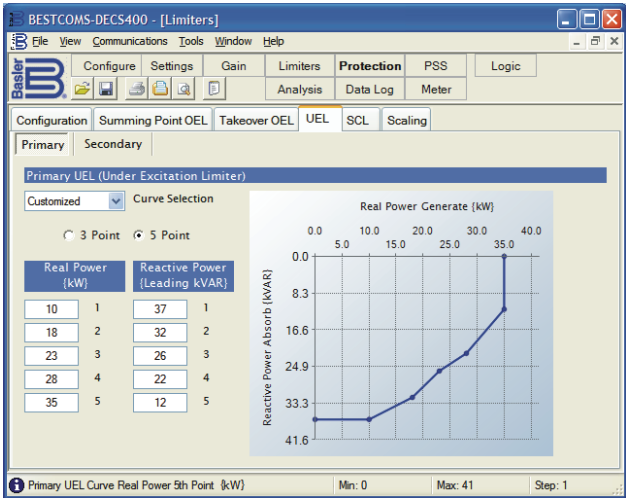 BESTCOMS-DECS400 - [Limiters]
File View Communications Tools Window Help
Basler Configure Settings Gain Limiters Protection PSS Logic
Analysis Data Log Meter
Configuration Summing Point OEL Takeover OEL UEL SCL Scaling
Primary Secondary
Primary UEL (Under Excitation Limiter)
Customized Curve Selection
3 Point 5 Point
Real Power {kW} Reactive Power {Leading kVAR}
10 1 37 1
18 2 32 2
23 3 26 3
28 4 22 4
35 5 12 5
Real Power Generate {kW}
0.0 10.0 20.0 30.0 40.0
5.0 15.0 25.0 35.0
Reactive Power Absorb {kVAR}
0.0
8.3
16.6
24.9
33.3
41.6
Primary UEL Curve Real Power 5th Point {kW} Min: 0 Max: 41 Step: 1